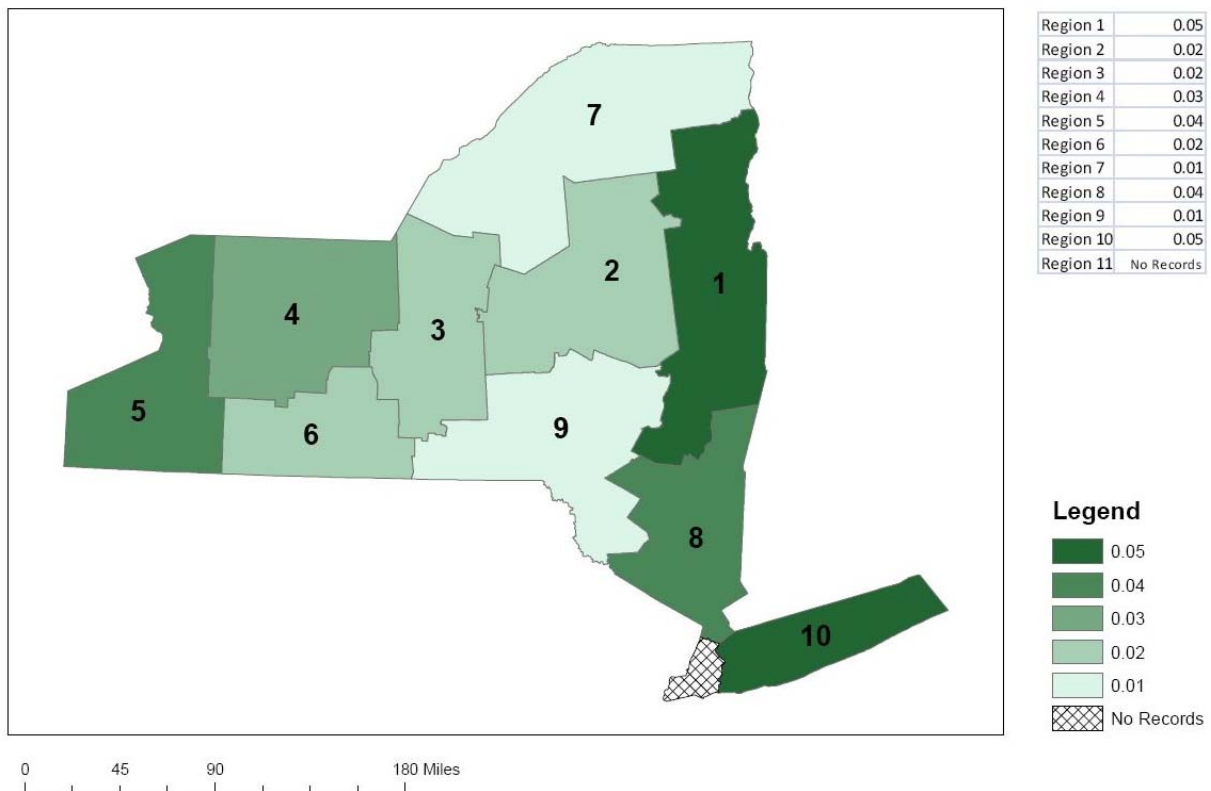 Region 1 0.05
Region 2 0.02
Region 3 0.02
Region 4 0.03
Region 5 0.04
Region 6 0.02
Region 7 0.01
Region 8 0.04
Region 9 0.01
Region 10 0.05
Region 11 No Records
7
2
1
4
3
5
6
9
8
10
Legend
0.05
0.04
0.03
0.02
0.01
No Records
0 45 90 180 Miles